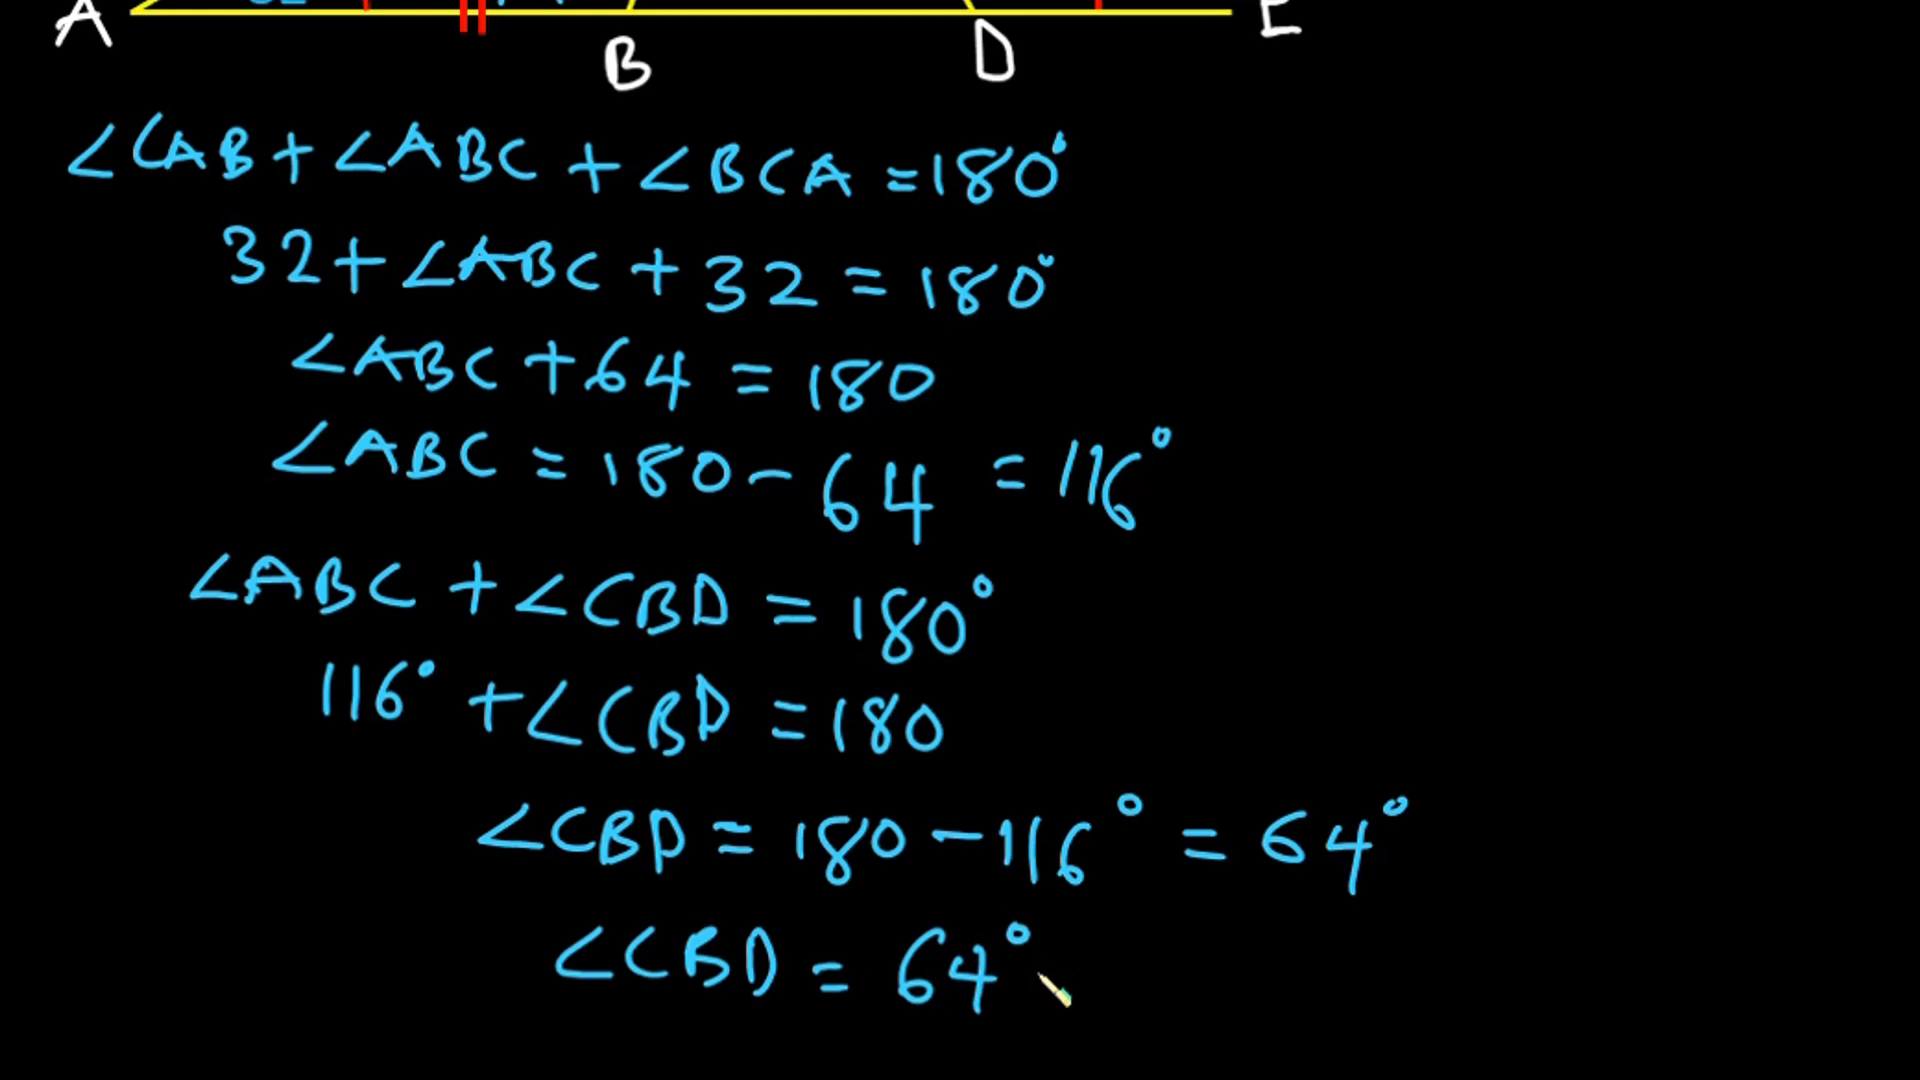 A B D E
∠CAB + ∠ABC + ∠BCA = 180°
32 + ∠ABC + 32 = 180°
∠ABC + 64 = 180
∠ABC = 180 - 64 = 116°
∠ABC + ∠CBD = 180°
116° + ∠CBD = 180
∠CBD = 180 - 116° = 64°
∠CBD = 64°